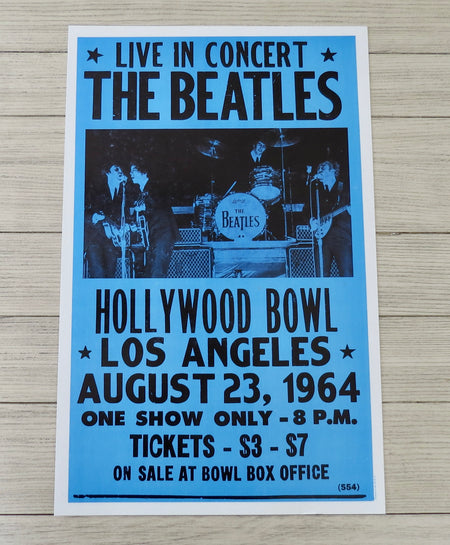 ★ LIVE IN CONCERT ★
THE BEATLES
THE
BEATLES
HOLLYWOOD BOWL
★ LOS ANGELES ★
AUGUST 23, 1964
ONE SHOW ONLY - 8 P.M.
TICKETS - $3 - $7
ON SALE AT BOWL BOX OFFICE
(S54)